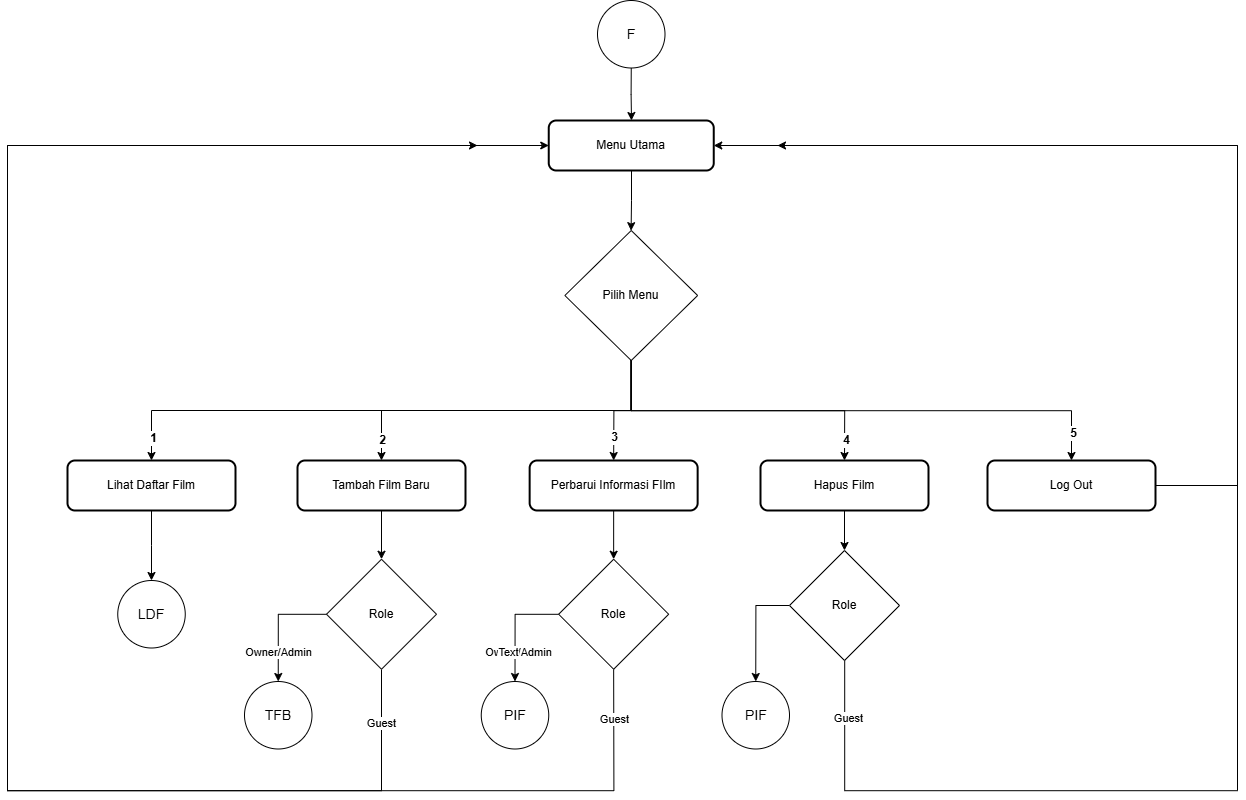 F
Menu Utama
Pilih Menu
1
2
3
4
5
Lihat Daftar Film
Tambah Film Baru
Perbarui Informasi FIlm
Hapus Film
Log Out
LDF
Role
Role
Role
Owner/Admin
OvText/Admin
TFB
PIF
PIF
Guest
Guest
Guest